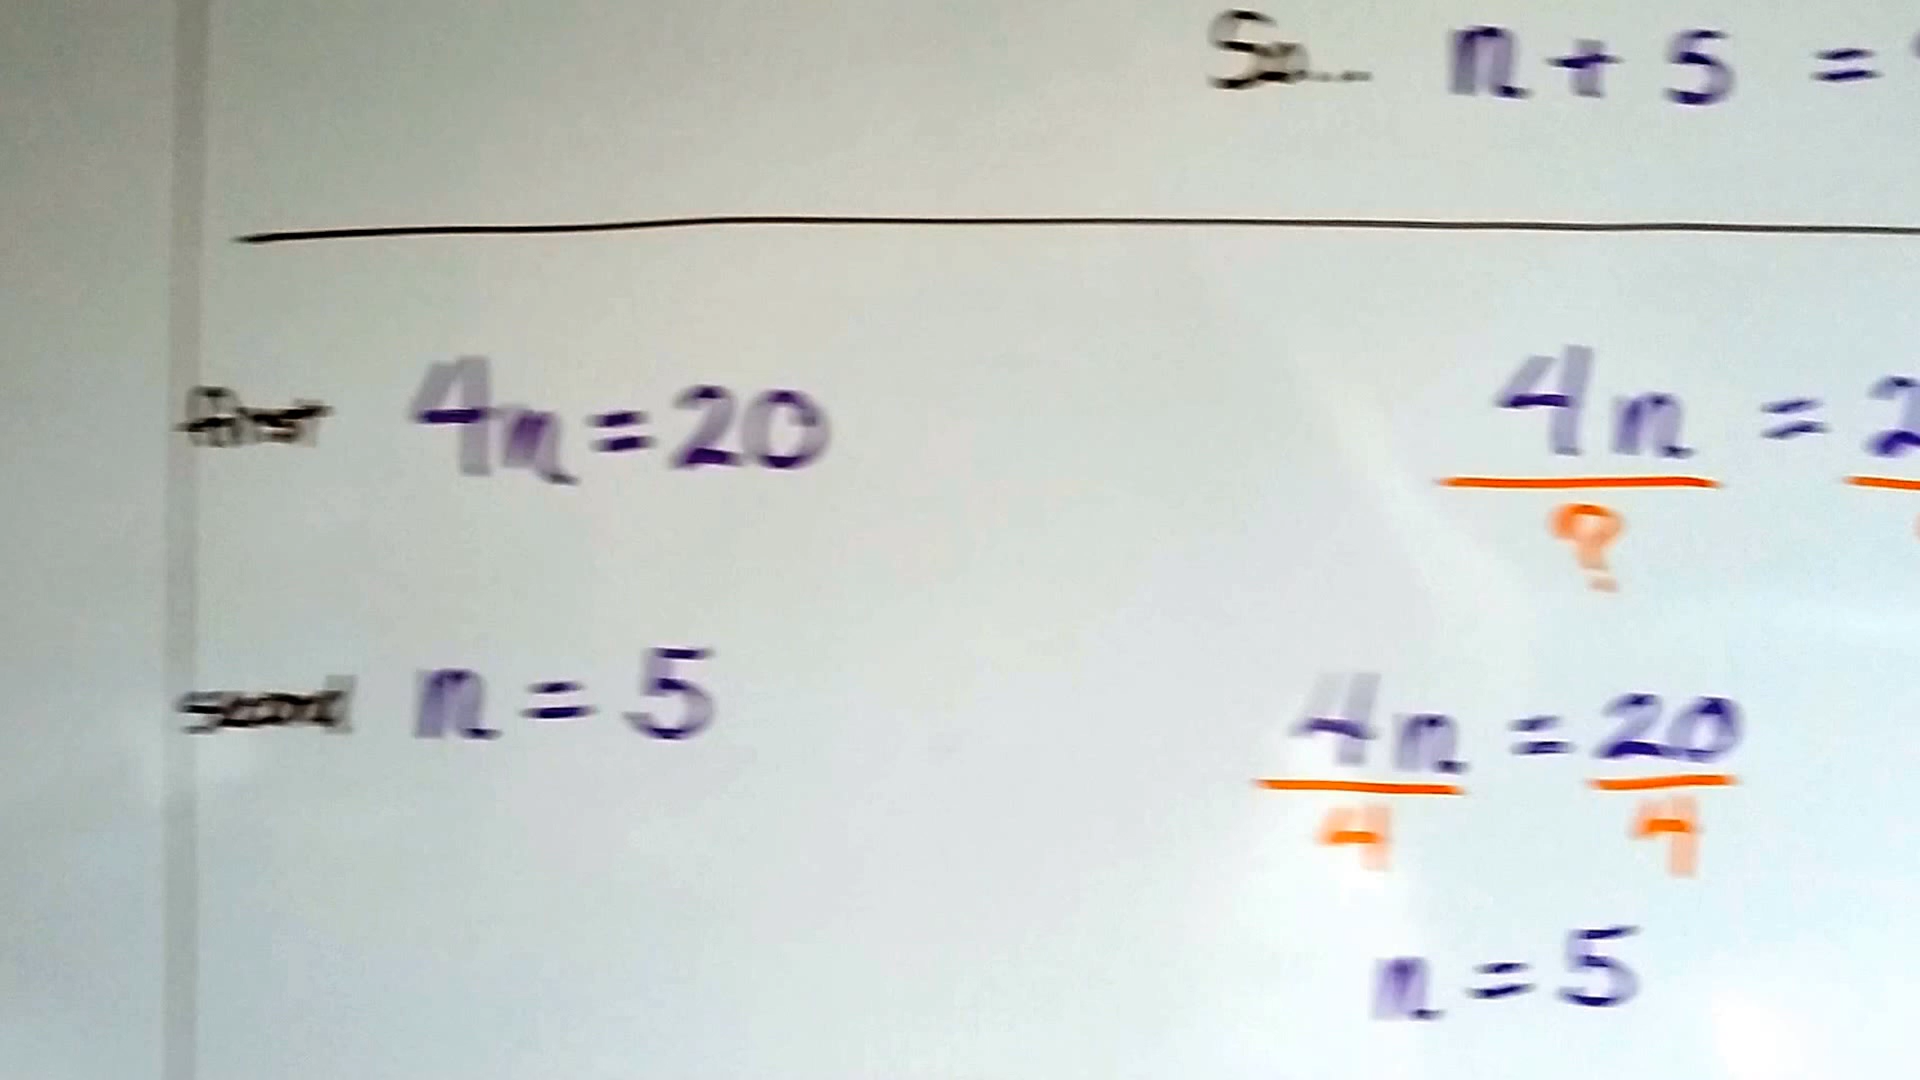 So... n + 5 =
first 4n = 20
4n = 2
?
second n = 5
4n = 20
4 4
n = 5